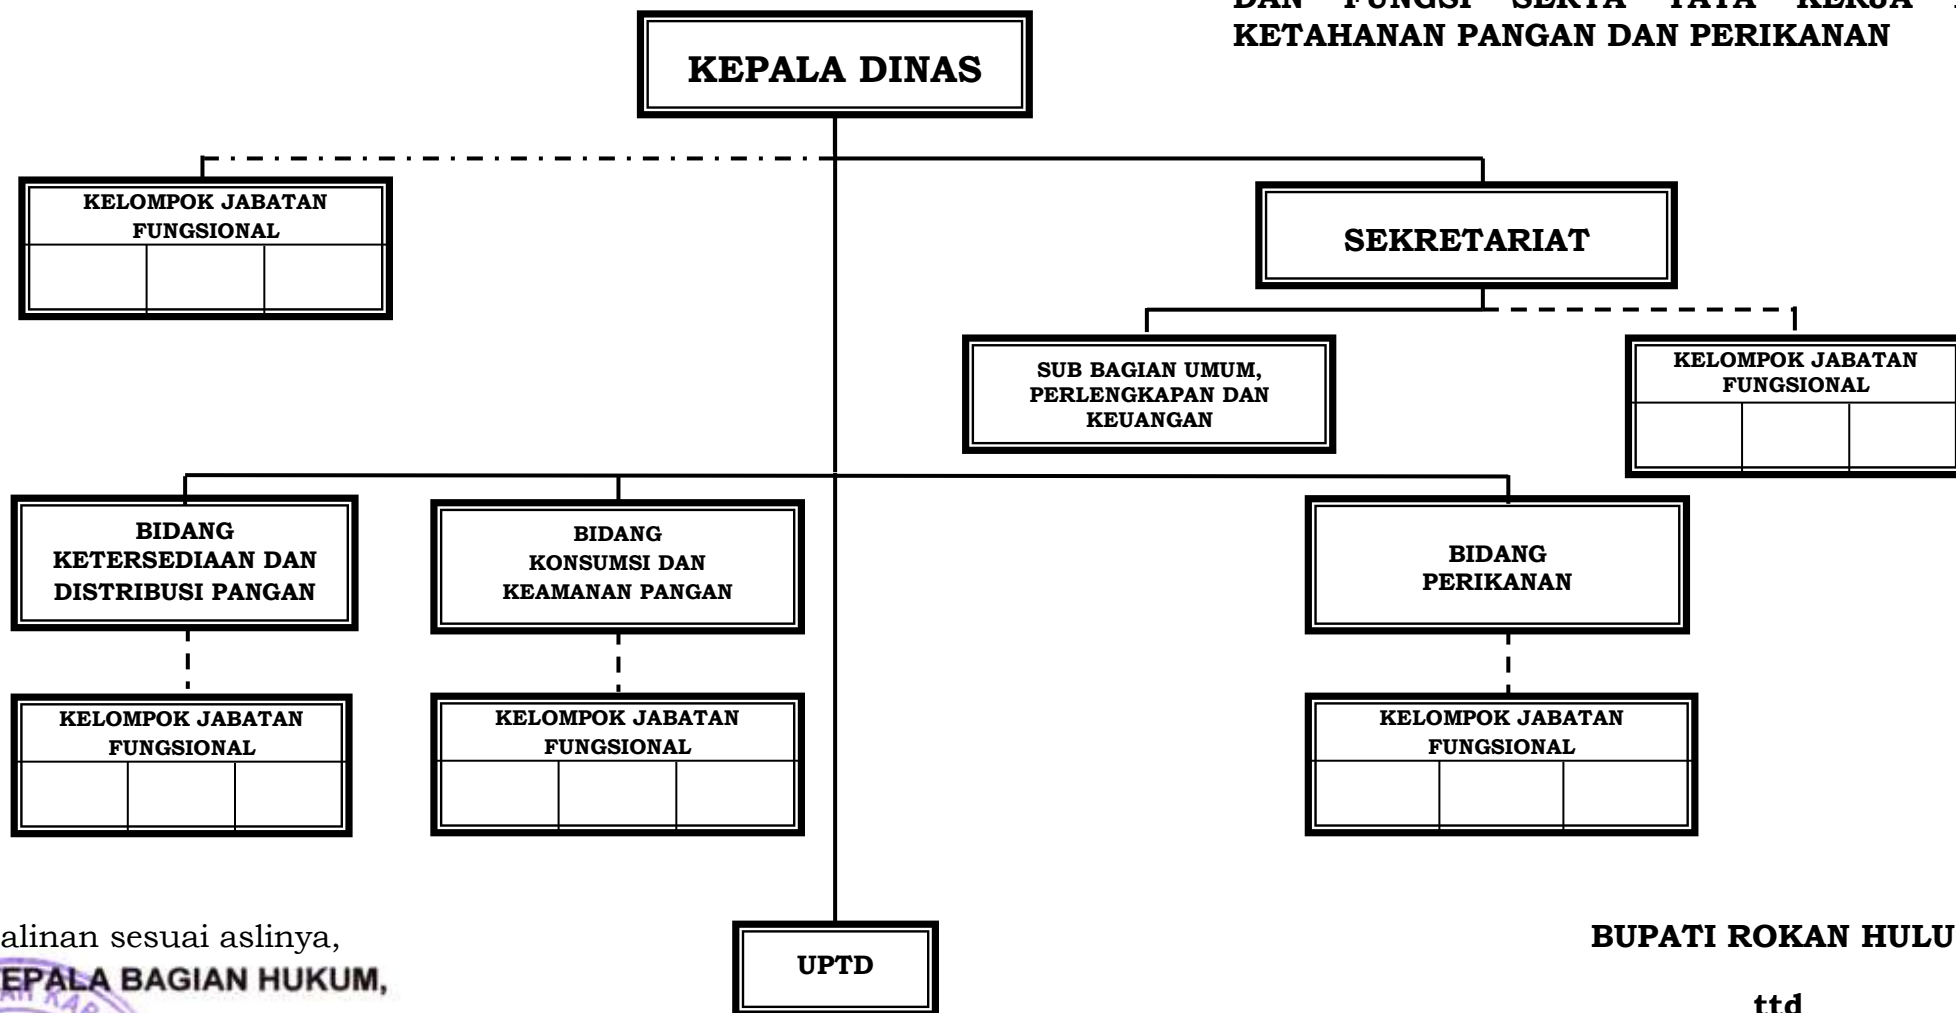 DAN FUNGSI SERTA TATA KERJA
KETAHANAN PANGAN DAN PERIKANAN
KEPALA DINAS
KELOMPOK JABATAN
FUNGSIONAL
SEKRETARIAT
SUB BAGIAN UMUM,
PERLENGKAPAN DAN
KEUANGAN
KELOMPOK JABATAN
FUNGSIONAL
BIDANG
KETERSEDIAAN DAN
DISTRIBUSI PANGAN
BIDANG
KONSUMSI DAN
KEAMANAN PANGAN
BIDANG
PERIKANAN
KELOMPOK JABATAN
FUNGSIONAL
KELOMPOK JABATAN
FUNGSIONAL
KELOMPOK JABATAN
FUNGSIONAL
alinan sesuai aslinya,
EPALA BAGIAN HUKUM,
UPTD
BUPATI ROKAN HULU
ttd